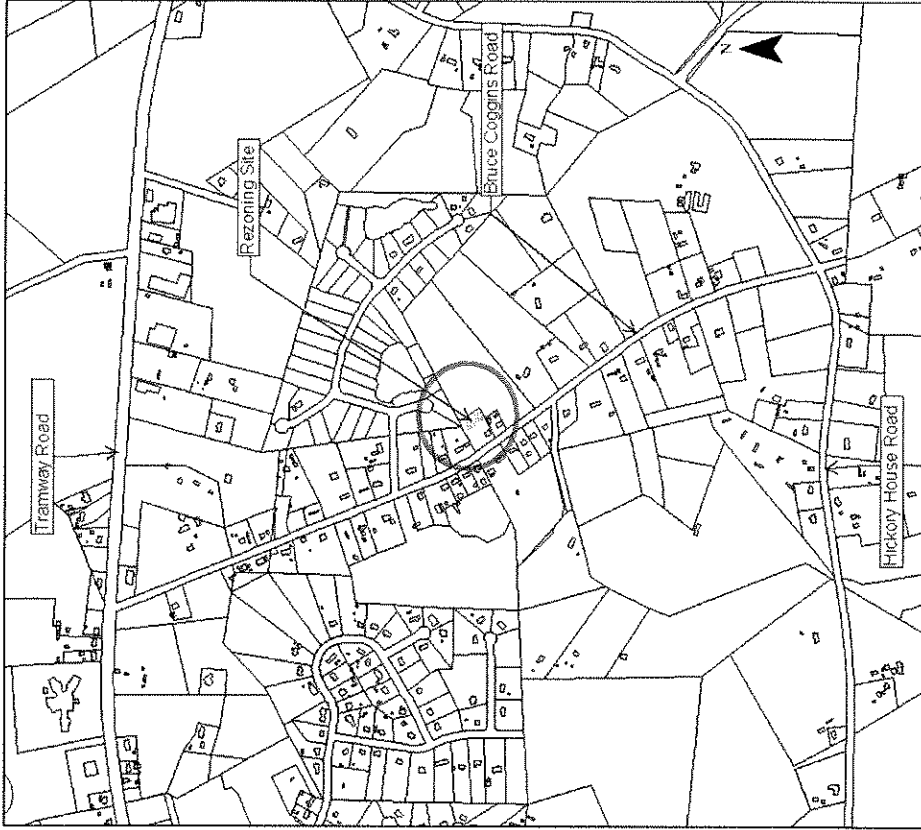 Tramway Road
Rezoning Site
Bruce Coggins Road
Hickory House Road
N